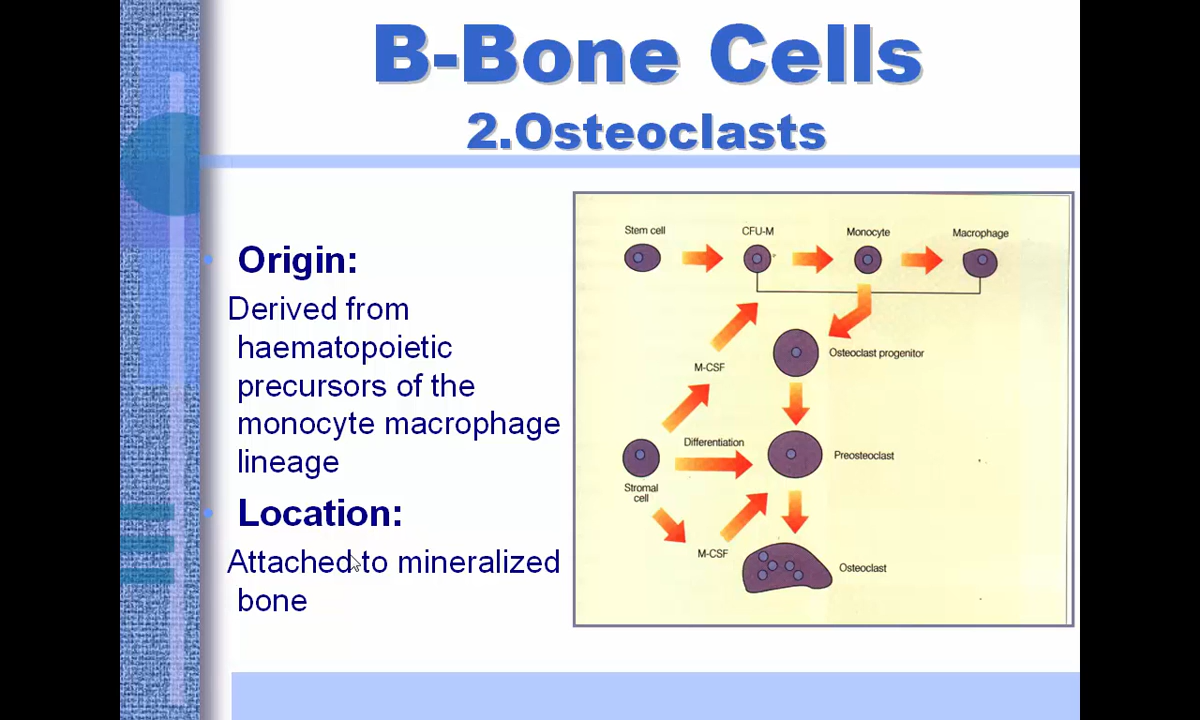 B-Bone Cells
2.Osteoclasts
• Origin:
Derived from
haematopoietic
precursors of the
monocyte macrophage
lineage
• Location:
Attached to mineralized
bone
Stem cell
CFU-M
Monocyte
Macrophage
Osteoclast progenitor
M-CSF
Differentiation
Preosteoclast
Stromal
cell
M-CSF
Osteoclast